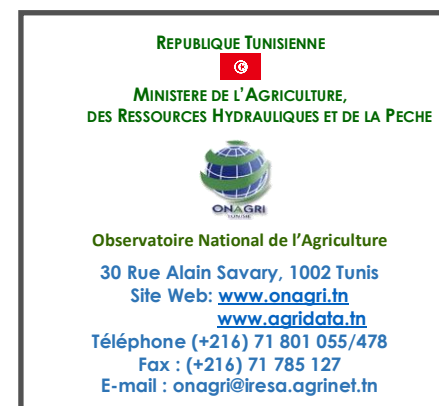 REPUBLIQUE TUNISIENNE
MINISTERE DE L'AGRICULTURE,
DES RESSOURCES HYDRAULIQUES ET DE LA PECHE
ONAGRI
TUNISIE
Observatoire National de l'Agriculture
30 Rue Alain Savary, 1002 Tunis
Site Web: www.onagri.tn
www.agridata.tn
Téléphone (+216) 71 801 055/478
Fax : (+216) 71 785 127
E-mail : onagri@iresa.agrinet.tn